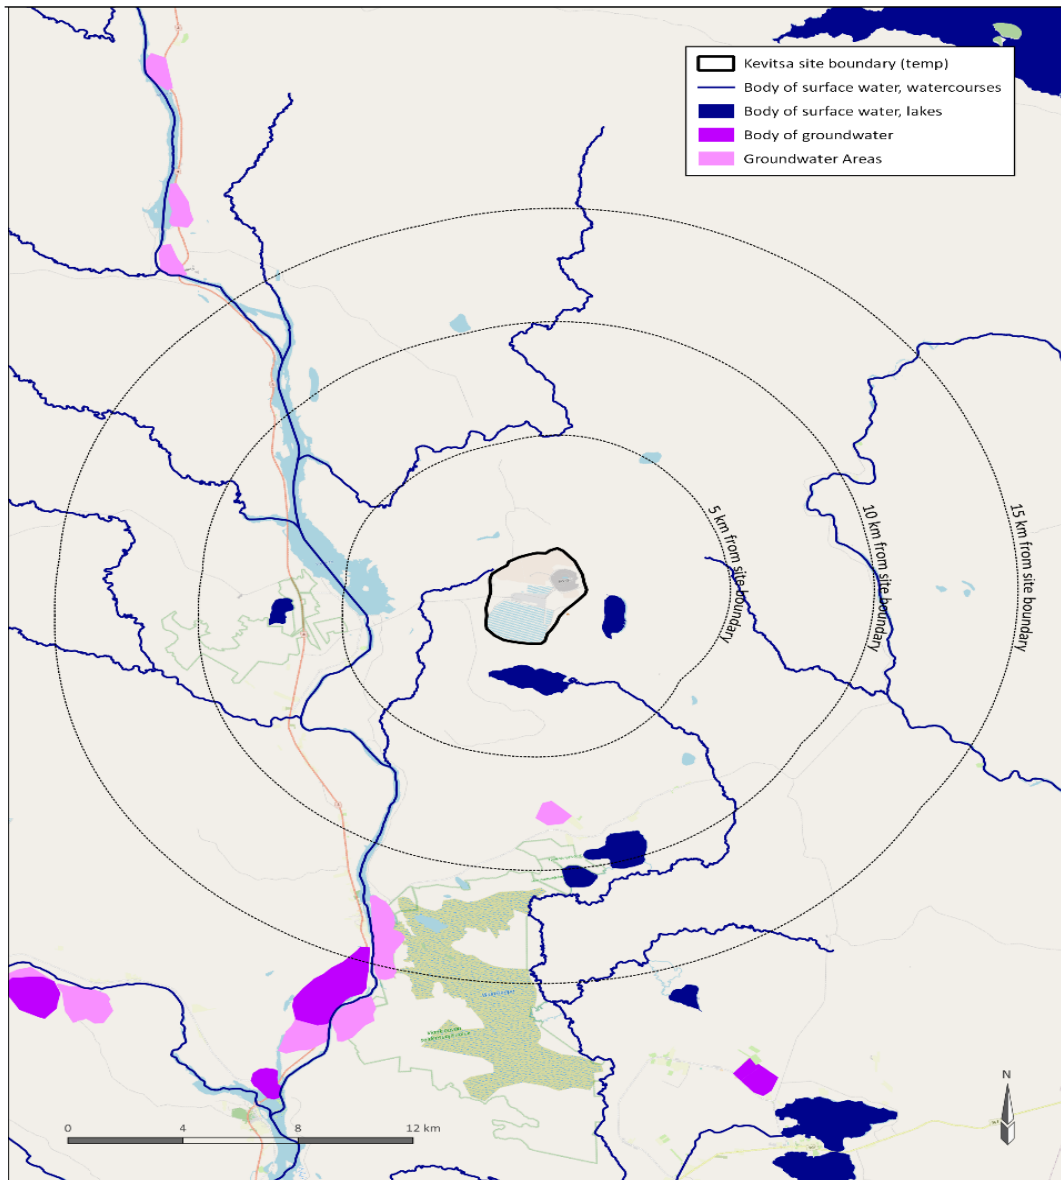 Kevitsa site boundary (temp)
Body of surface water, watercourses
Body of surface water, lakes
Body of groundwater
Groundwater Areas
5 km from site boundary
10 km from site boundary
15 km from site boundary
N
0
4
8
12 km